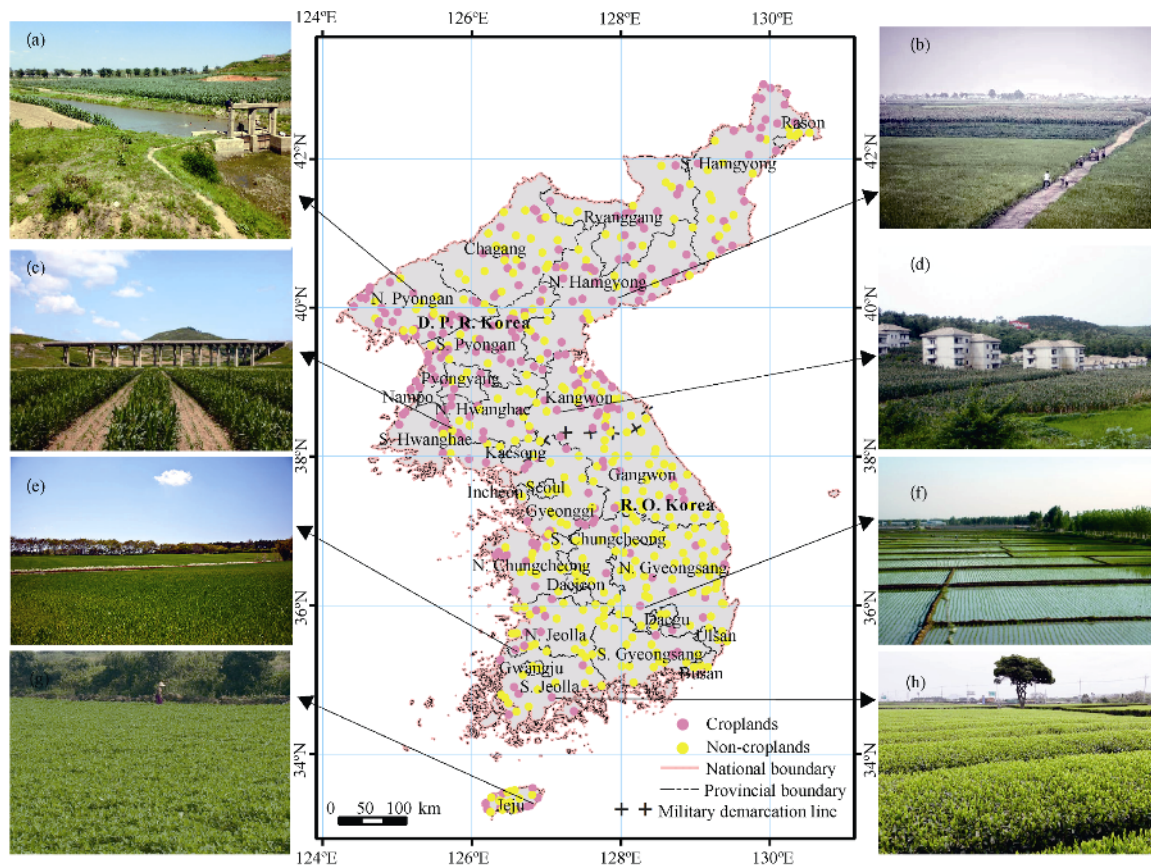 124°E
126°E
128°E
130°E
(a)
(b)
Rason
42°N
42°N
S. Hamgyong
Ryanggang
Chagang
(c)
N. Hamgyong
(d)
N. Pyongan
40°N
40°N
D. P. R. Korea
S. Pyongan
Pyongyang
Nampo
Kangwon
N. Hwanghae
S. Hwanghae
Kaesong
38°N
38°N
(e)
Gangwon
(f)
Seoul
Incheon
R. O. Korea
Gyeonggi
S. Chungcheong
N. Chungcheong
N. Gyeongsang
Daejeon
36°N
36°N
Daegu
Ulsan
N. Jeolla
S. Gyeongsang
(g)
Gwangju
Busan
(h)
S. Jeolla
Croplands
Non-croplands
34°N
34°N
National boundary
Provincial boundary
Jeju
Military demarcation line
0 50 100 km
126°E
128°E
130°E
124°E